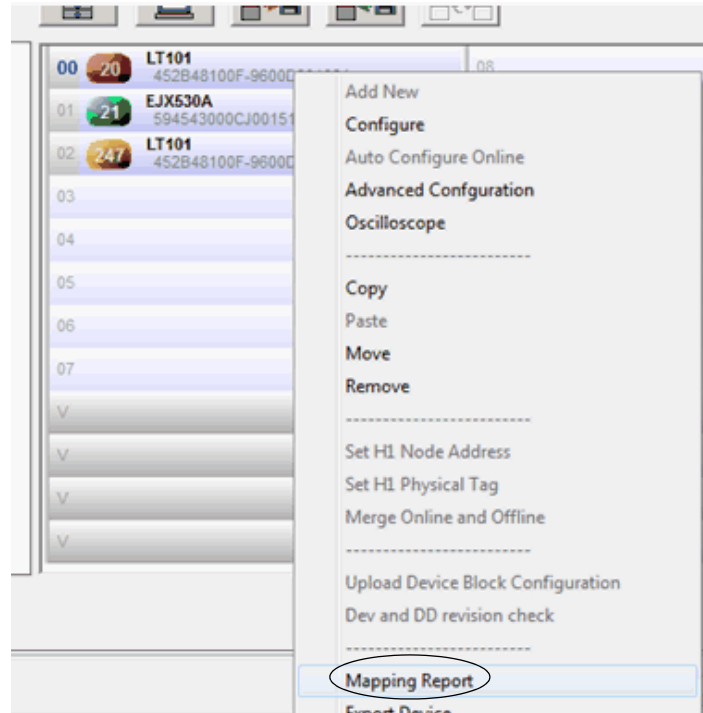 00 20 LT101
01 21 EJX530A
594543000CJ00151
02 247 LT101
452B48100F-9600D
03
04
05
06
07
V
V
V
V
08
Add New
Configure
Auto Configure Online
Advanced Confguration
Oscilloscope
-------------------------
Copy
Paste
Move
Remove
-------------------------
Set H1 Node Address
Set H1 Physical Tag
Merge Online and Offline
-------------------------
Upload Device Block Configuration
Dev and DD revision check
-------------------------
Mapping Report
Export Device